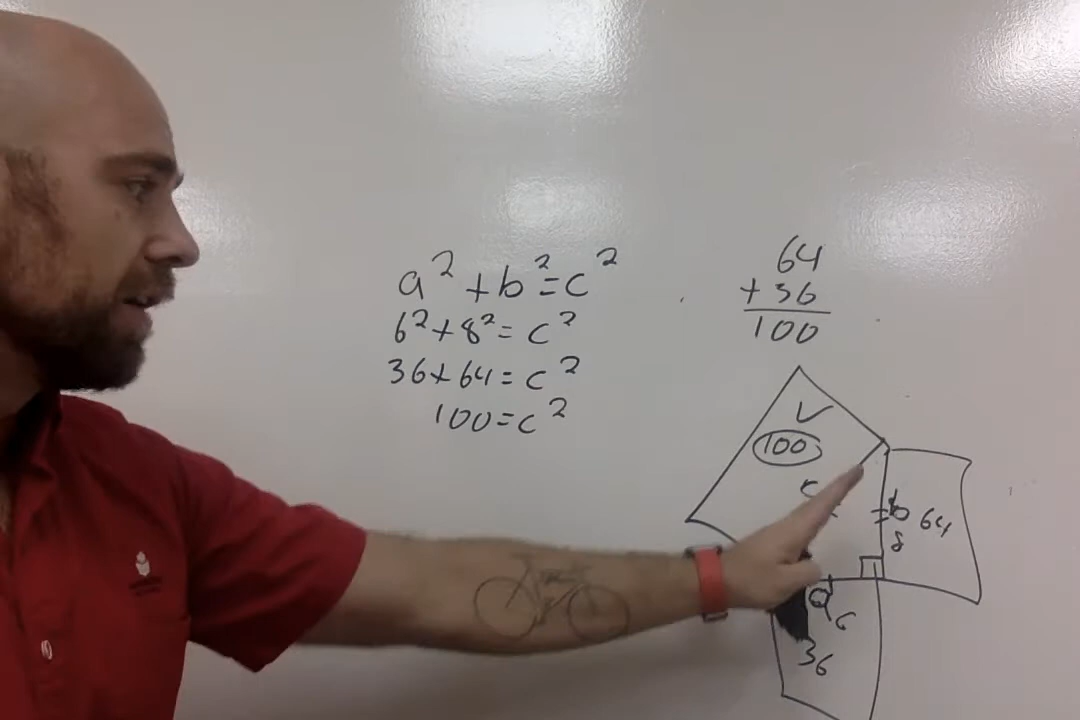 a² + b² = c²
6² + 8² = c²
36 + 64 = c²
100 = c²
64
+ 36
100
100
c
b 64
8
a 6
36